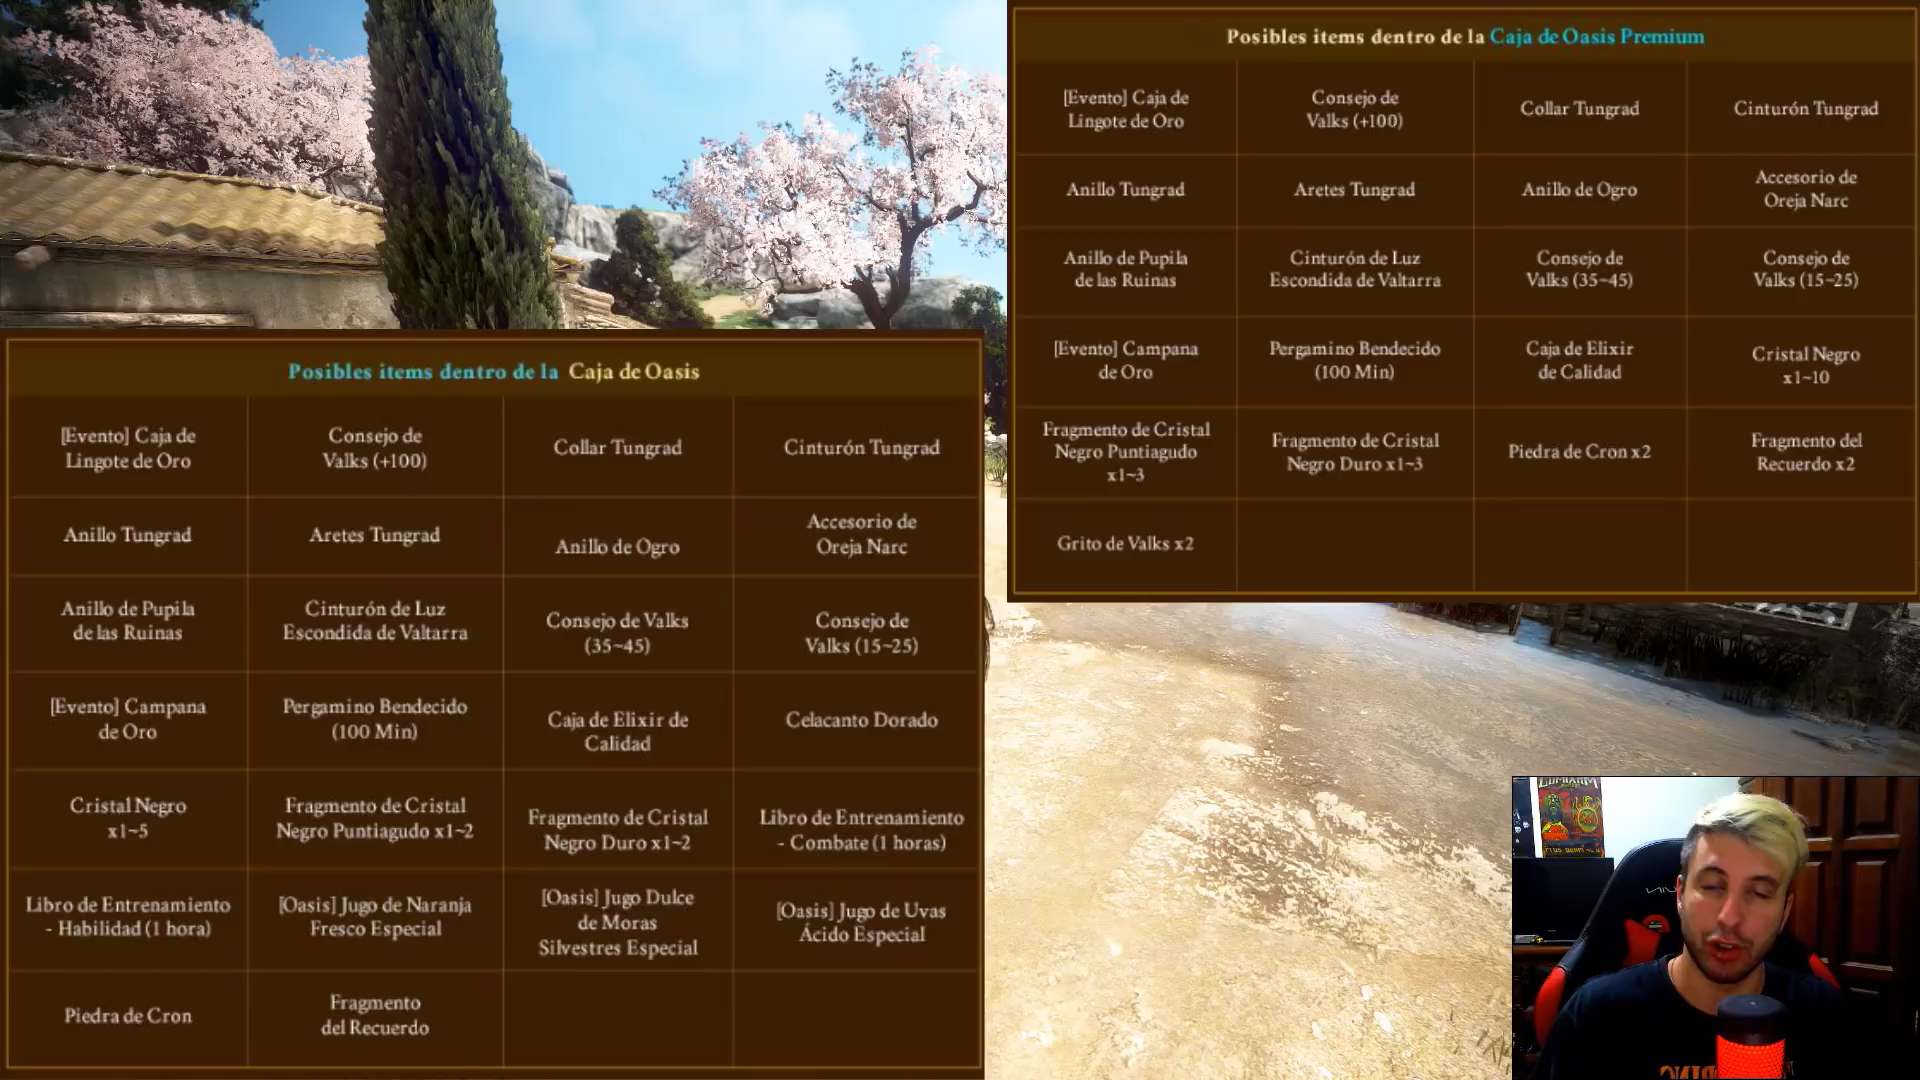 Posibles items dentro de la Caja de Oasis Premium
[Evento] Caja de
Lingote de Oro
Consejo de
Valks (+100)
Collar Tungrad
Cinturón Tungrad
Anillo Tungrad
Aretes Tungrad
Anillo de Ogro
Accesorio de
Oreja Narc
Anillo de Pupila
de las Ruinas
Cinturón de Luz
Escondida de Valtarra
Consejo de
Valks (35~45)
Consejo de
Valks (15~25)
[Evento] Campana
de Oro
Pergamino Bendecido
(100 Min)
Caja de Elixir
de Calidad
Cristal Negro
x1~10
Fragmento de Cristal
Negro Puntiagudo
x1~3
Fragmento de Cristal
Negro Duro x1~3
Piedra de Cron x2
Fragmento del
Recuerdo x2
Grito de Valks x2
Posibles items dentro de la Caja de Oasis
[Evento] Caja de
Lingote de Oro
Consejo de
Valks (+100)
Collar Tungrad
Cinturón Tungrad
Anillo Tungrad
Aretes Tungrad
Anillo de Ogro
Accesorio de
Oreja Narc
Anillo de Pupila
de las Ruinas
Cinturón de Luz
Escondida de Valtarra
Consejo de Valks
(35~45)
Consejo de
Valks (15~25)
[Evento] Campana
de Oro
Pergamino Bendecido
(100 Min)
Caja de Elixir de
Calidad
Celacanto Dorado
Cristal Negro
x1~5
Fragmento de Cristal
Negro Puntiagudo x1~2
Fragmento de Cristal
Negro Duro x1~2
Libro de Entrenamiento
- Combate (1 horas)
Libro de Entrenamiento
- Habilidad (1 hora)
[Oasis] Jugo de Naranja
Fresco Especial
[Oasis] Jugo Dulce
de Moras
Silvestres Especial
[Oasis] Jugo de Uvas
Ácido Especial
Piedra de Cron
Fragmento
del Recuerdo